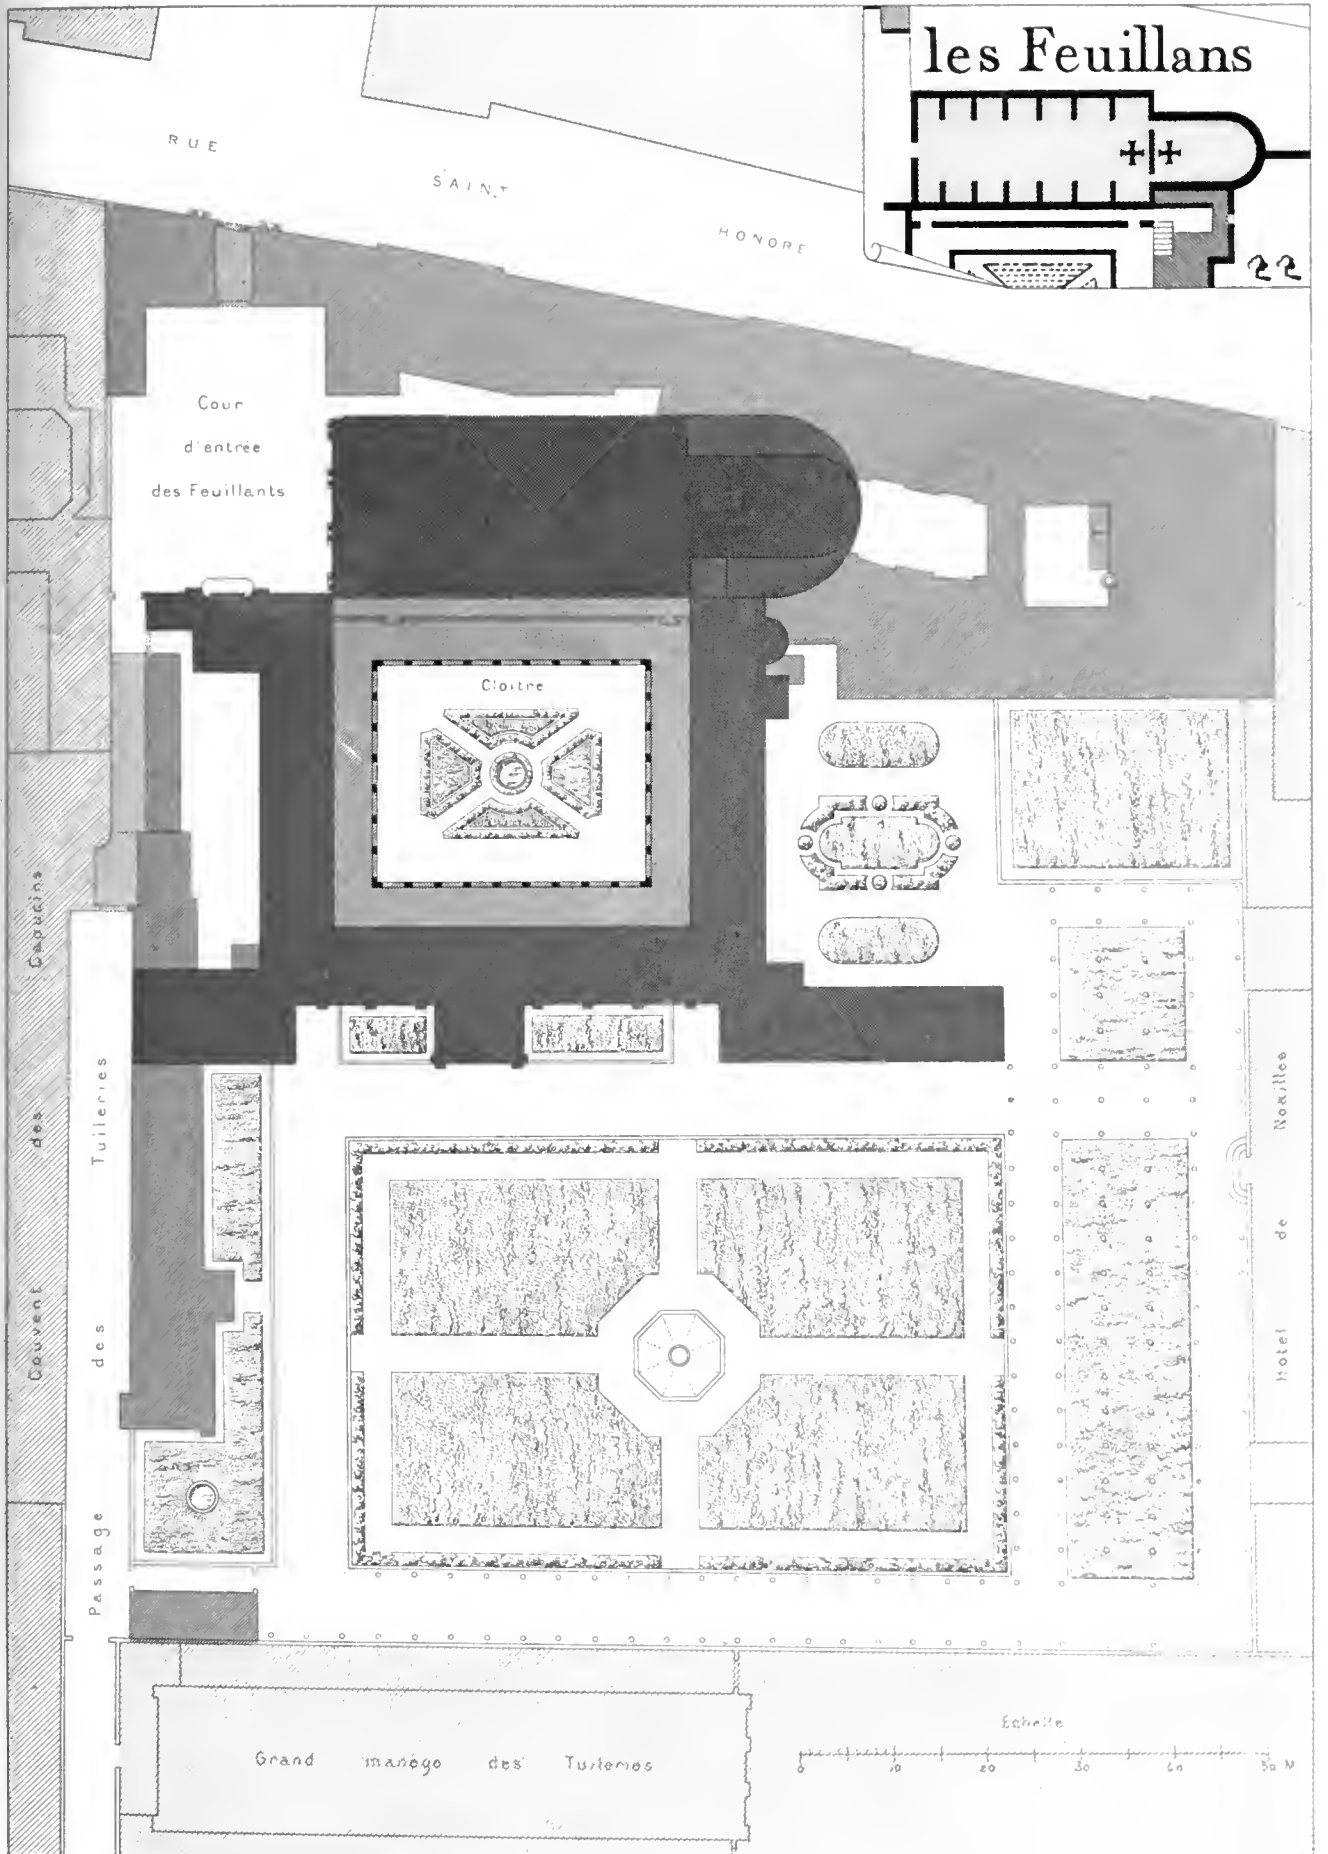 les Feuillans
22
RUE SAINT HONORE
Cour
d'entrée
des Feuillants
Cloître
Couvent des Capucins
Passage des Tuileries
Hotel de Noailles
Grand manège des Tuileries
Echelle
0 10 20 30 40 50 M